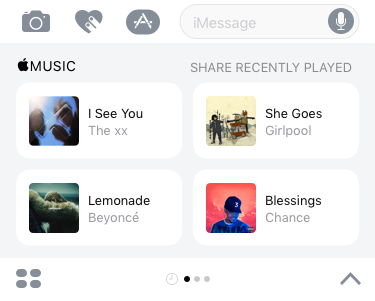 iMessage
MUSIC
SHARE RECENTLY PLAYED
I See You
The xx
She Goes
Girlpool
Lemonade
Beyoncé
Blessings
Chance